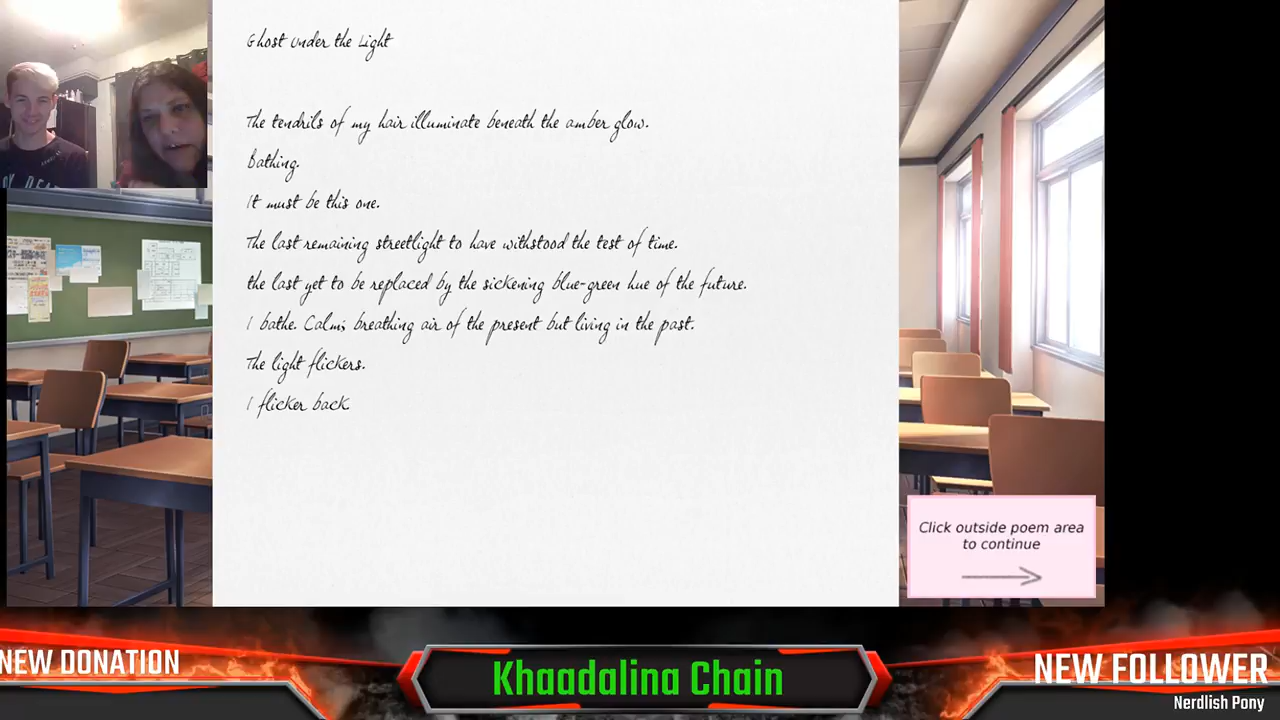 Ghost Under the Light
The tendrils of my hair illuminate beneath the amber glow.
Bathing.
It must be this one.
The last remaining streetlight to have withstood the test of time.
the last yet to be replaced by the sickening blue-green hue of the future.
I bathe. Calm; breathing air of the present but living in the past.
The light flickers.
I flicker back.
Click outside poem area
to continue
NEW DONATION
Khaadalina Chain
NEW FOLLOWER
Nerdlish Pony